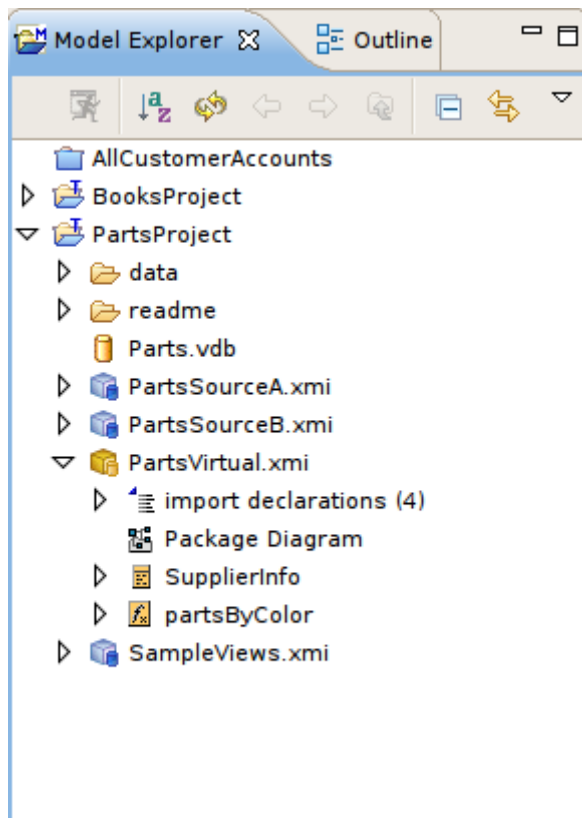 Model Explorer Outline
AllCustomerAccounts
BooksProject
PartsProject
data
readme
Parts.vdb
PartsSourceA.xmi
PartsSourceB.xmi
PartsVirtual.xmi
import declarations (4)
Package Diagram
SupplierInfo
partsByColor
SampleViews.xmi